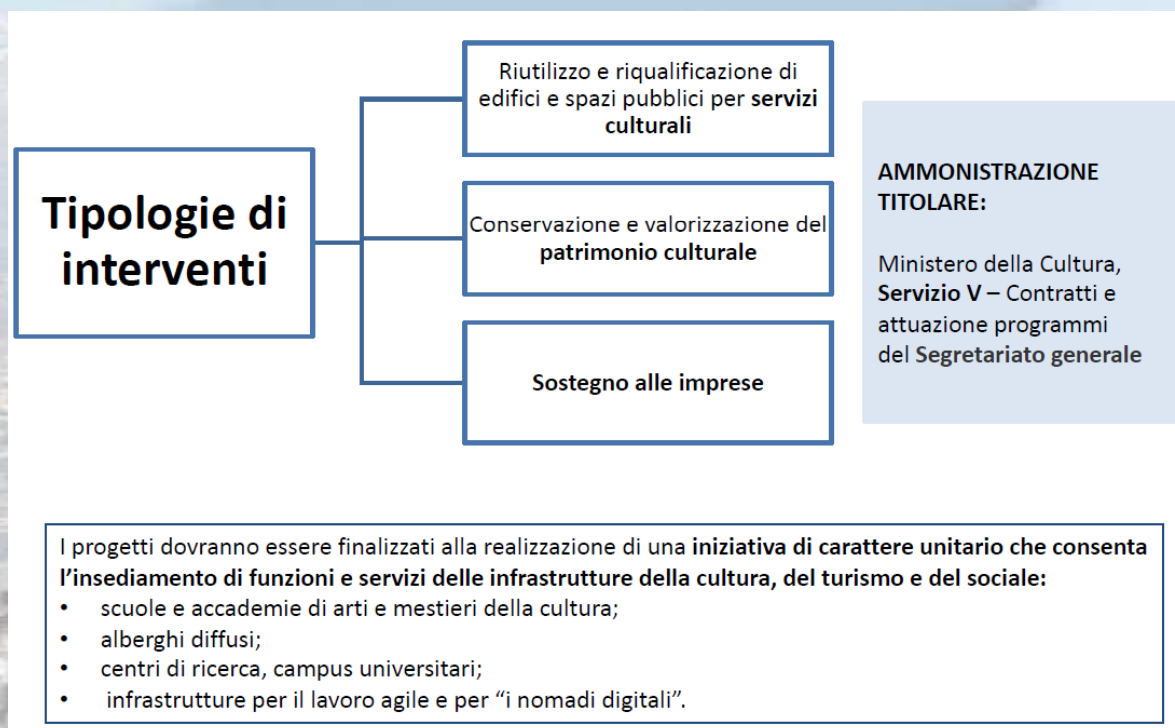 Tipologie di
interventi
Riutilizzo e riqualificazione di
edifici e spazi pubblici per servizi
culturali
Conservazione e valorizzazione del
patrimonio culturale
Sostegno alle imprese
AMMONISTRAZIONE
TITOLARE:
Ministero della Cultura,
Servizio V – Contratti e
attuazione programmi
del Segretariato generale
I progetti dovranno essere finalizzati alla realizzazione di una iniziativa di carattere unitario che consenta
l’insediamento di funzioni e servizi delle infrastrutture della cultura, del turismo e del sociale:
• scuole e accademie di arti e mestieri della cultura;
• alberghi diffusi;
• centri di ricerca, campus universitari;
• infrastrutture per il lavoro agile e per “i nomadi digitali”.